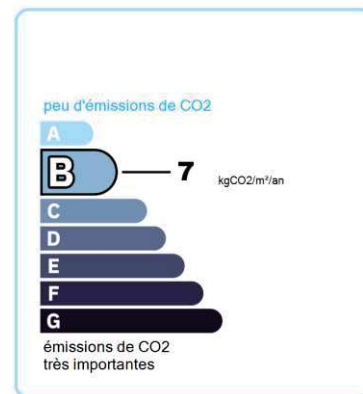 peu d'émissions de CO2
A
B 7 kgCO2/m²/an
C
D
E
F
G
émissions de CO2
très importantes